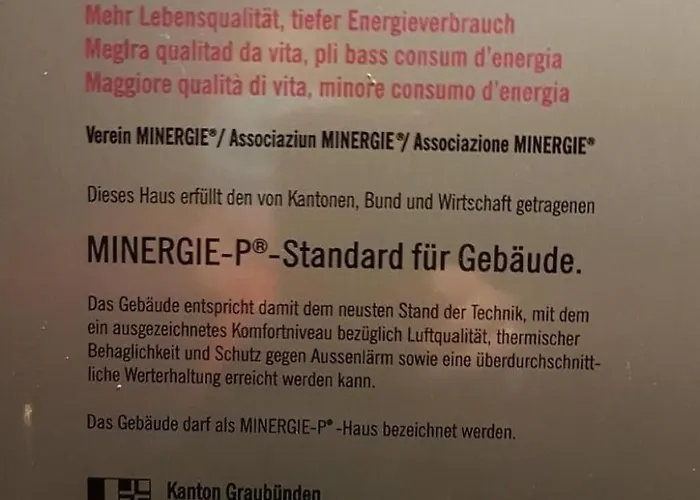 Mehr Lebensqualität, tiefer Energieverbrauch
Megira qualitad da vita, pli bass consum d'energia
Maggiore qualità di vita, minore consumo d'energia
Verein MINERGIE®/ Associaziun MINERGIE®/ Associazione MINERGIE®
Dieses Haus erfüllt den von Kantonen, Bund und Wirtschaft getragenen
MINERGIE-P®-Standard für Gebäude.
Das Gebäude entspricht damit dem neusten Stand der Technik, mit dem
ein ausgezeichnetes Komfortniveau bezüglich Luftqualität, thermischer
Behaglichkeit und Schutz gegen Aussenlärm sowie eine überdurchschnitt-
liche Werterhaltung erreicht werden kann.
Das Gebäude darf als MINERGIE-P®-Haus bezeichnet werden.
Kanton Graubünden